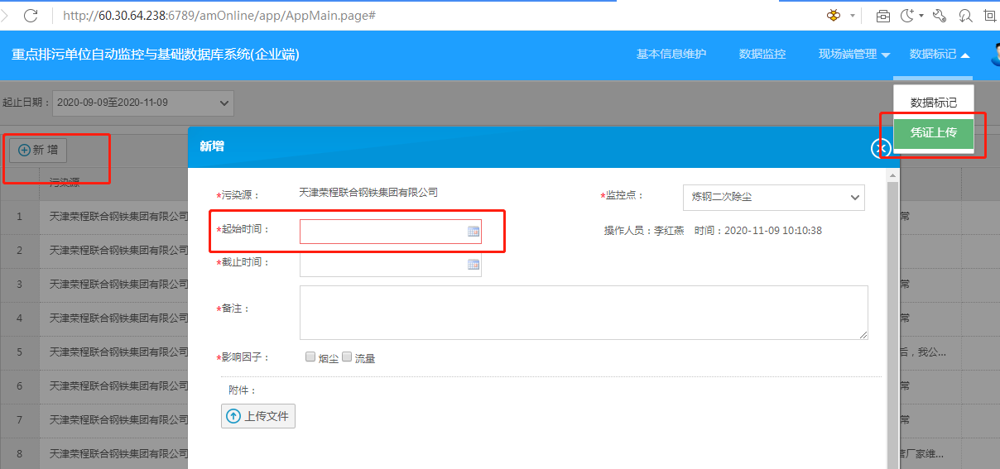 http://60.30.64.238:6789/amOnline/app/AppMain.page#
重点排污单位自动监控与基础数据库系统(企业端)
基本信息维护 数据监控 现场端管理 数据标记
起止日期： 2020-09-09至2020-11-09
数据标记
凭证上传
新增
新增
污染源
*污染源： 天津荣程联合钢铁集团有限公司 *监控点： 炼钢二次除尘
1 天津荣程联合钢铁集团有限公司 常
*起始时间： 操作人员：李红燕 时间：2020-11-09 10:10:38
2 天津荣程联合钢铁集团有限公司
*截止时间：
3 天津荣程联合钢铁集团有限公司 常
*备注：
4 天津荣程联合钢铁集团有限公司 常
5 天津荣程联合钢铁集团有限公司 后，我公...
*影响因子： 烟尘 流量
6 天津荣程联合钢铁集团有限公司 常
附件：
7 天津荣程联合钢铁集团有限公司 常
上传文件
8 天津荣程联合钢铁集团有限公司 厂家维...